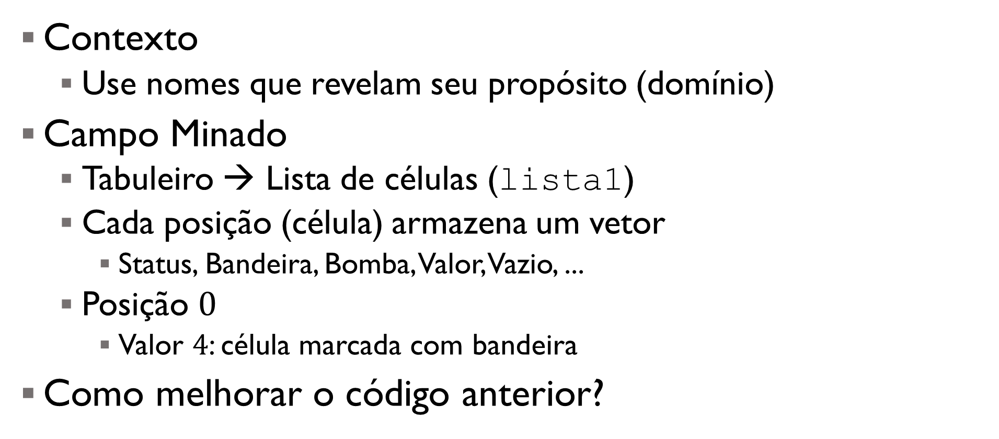 Contexto
Use nomes que revelam seu propósito (domínio)
Campo Minado
Tabuleiro → Lista de células (lista1)
Cada posição (célula) armazena um vetor
Status, Bandeira, Bomba, Valor, Vazio, ...
Posição 0
Valor 4: célula marcada com bandeira
Como melhorar o código anterior?